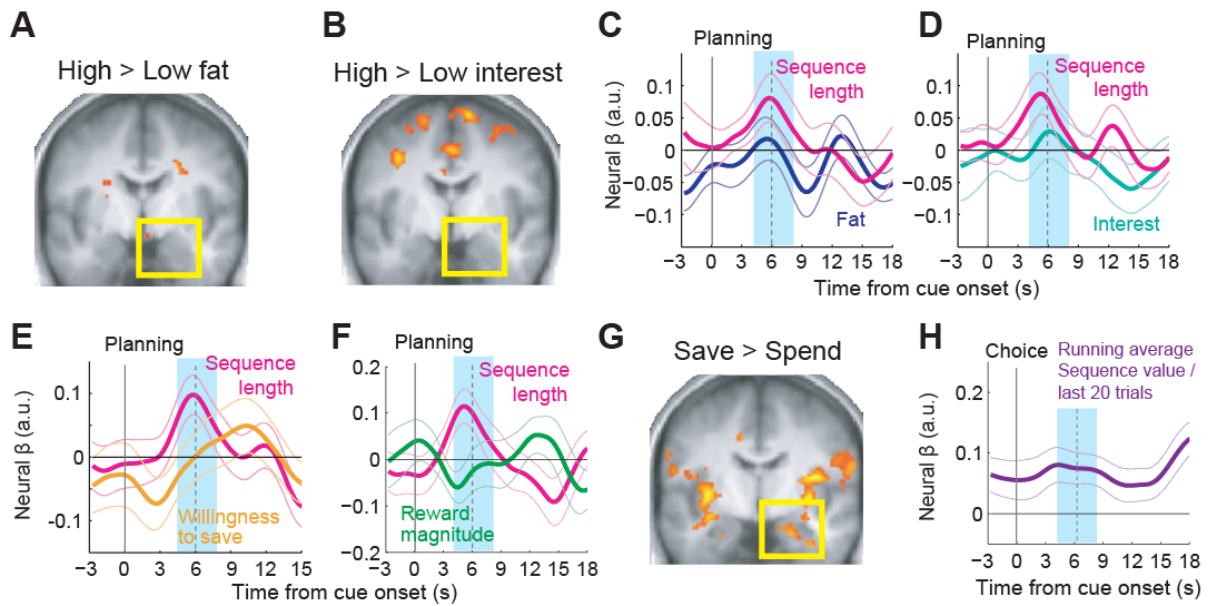 A
High > Low fat
B
High > Low interest
C
Planning
Sequence
length
Fat
Neural β (a.u.)
0.1
0.05
0
−0.05
−0.1
−3 0 3 6 9 12 15 18
D
Planning
Sequence
length
Interest
0.1
0.05
0
−0.05
−0.1
−3 0 3 6 9 12 15 18
Time from cue onset (s)
E
Planning
Sequence
length
Willingness
to save
Neural β (a.u.)
0.1
0
−0.1
−3 0 3 6 9 12 15
F
Planning
Sequence
length
Reward
magnitude
0.2
0.1
0
−0.1
−0.2
−3 0 3 6 9 12 15 18
Time from cue onset (s)
G
Save > Spend
H
Choice
Running average
Sequence value /
last 20 trials
Neural β (a.u.)
0.2
0.1
0
−3 0 3 6 9 12 15 18
Time from cue onset (s)